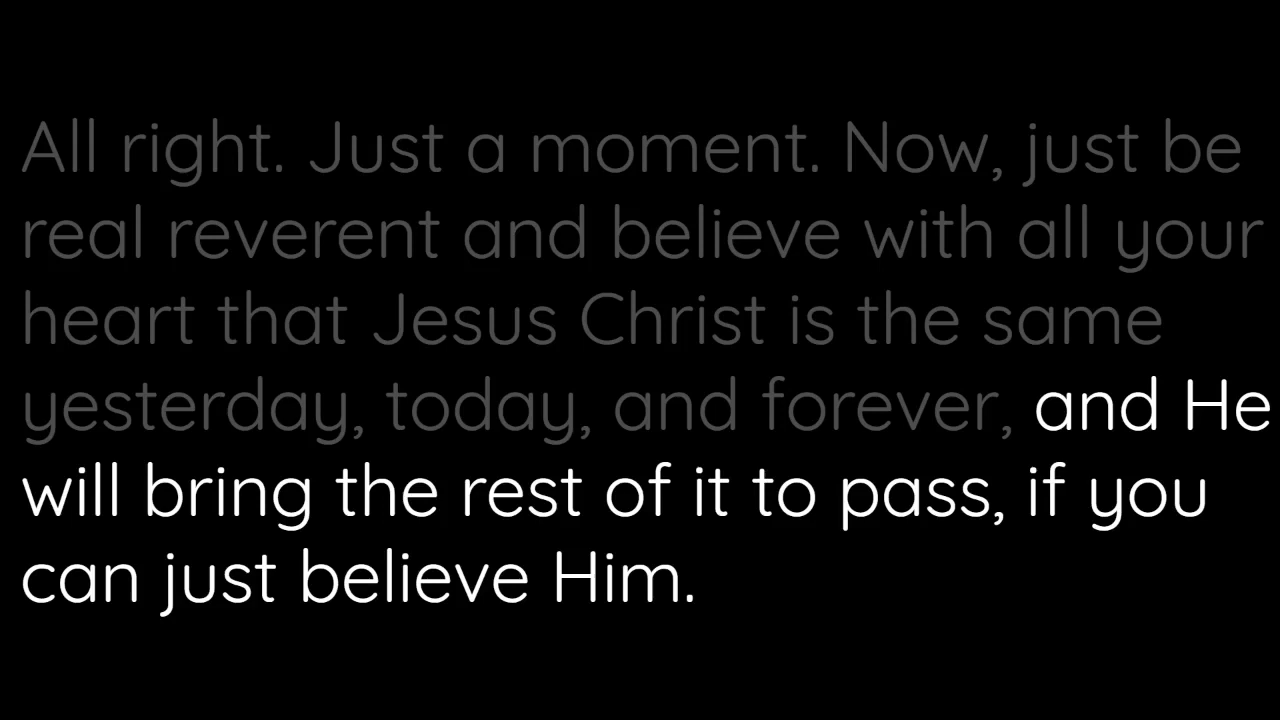 All right. Just a moment. Now, just be
real reverent and believe with all your
heart that Jesus Christ is the same
yesterday, today, and forever, and He
will bring the rest of it to pass, if you
can just believe Him.